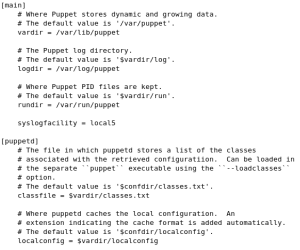 [main]
    # Where Puppet stores dynamic and growing data.
    # The default value is '/var/puppet'.
    vardir = /var/lib/puppet

    # The Puppet log directory.
    # The default value is '$vardir/log'.
    logdir = /var/log/puppet

    # Where Puppet PID files are kept.
    # The default value is '$vardir/run'.
    rundir = /var/run/puppet

    syslogfacility = local5

[puppetd]
    # The file in which puppetd stores a list of the classes
    # associated with the retrieved configuratiion.  Can be loaded in
    # the separate ``puppet`` executable using the ``--loadclasses``
    # option.
    # The default value is '$confdir/classes.txt'.
    classfile = $vardir/classes.txt

    # Where puppetd caches the local configuration.  An
    # extension indicating the cache format is added automatically.
    # The default value is '$confdir/localconfig'.
    localconfig = $vardir/localconfig